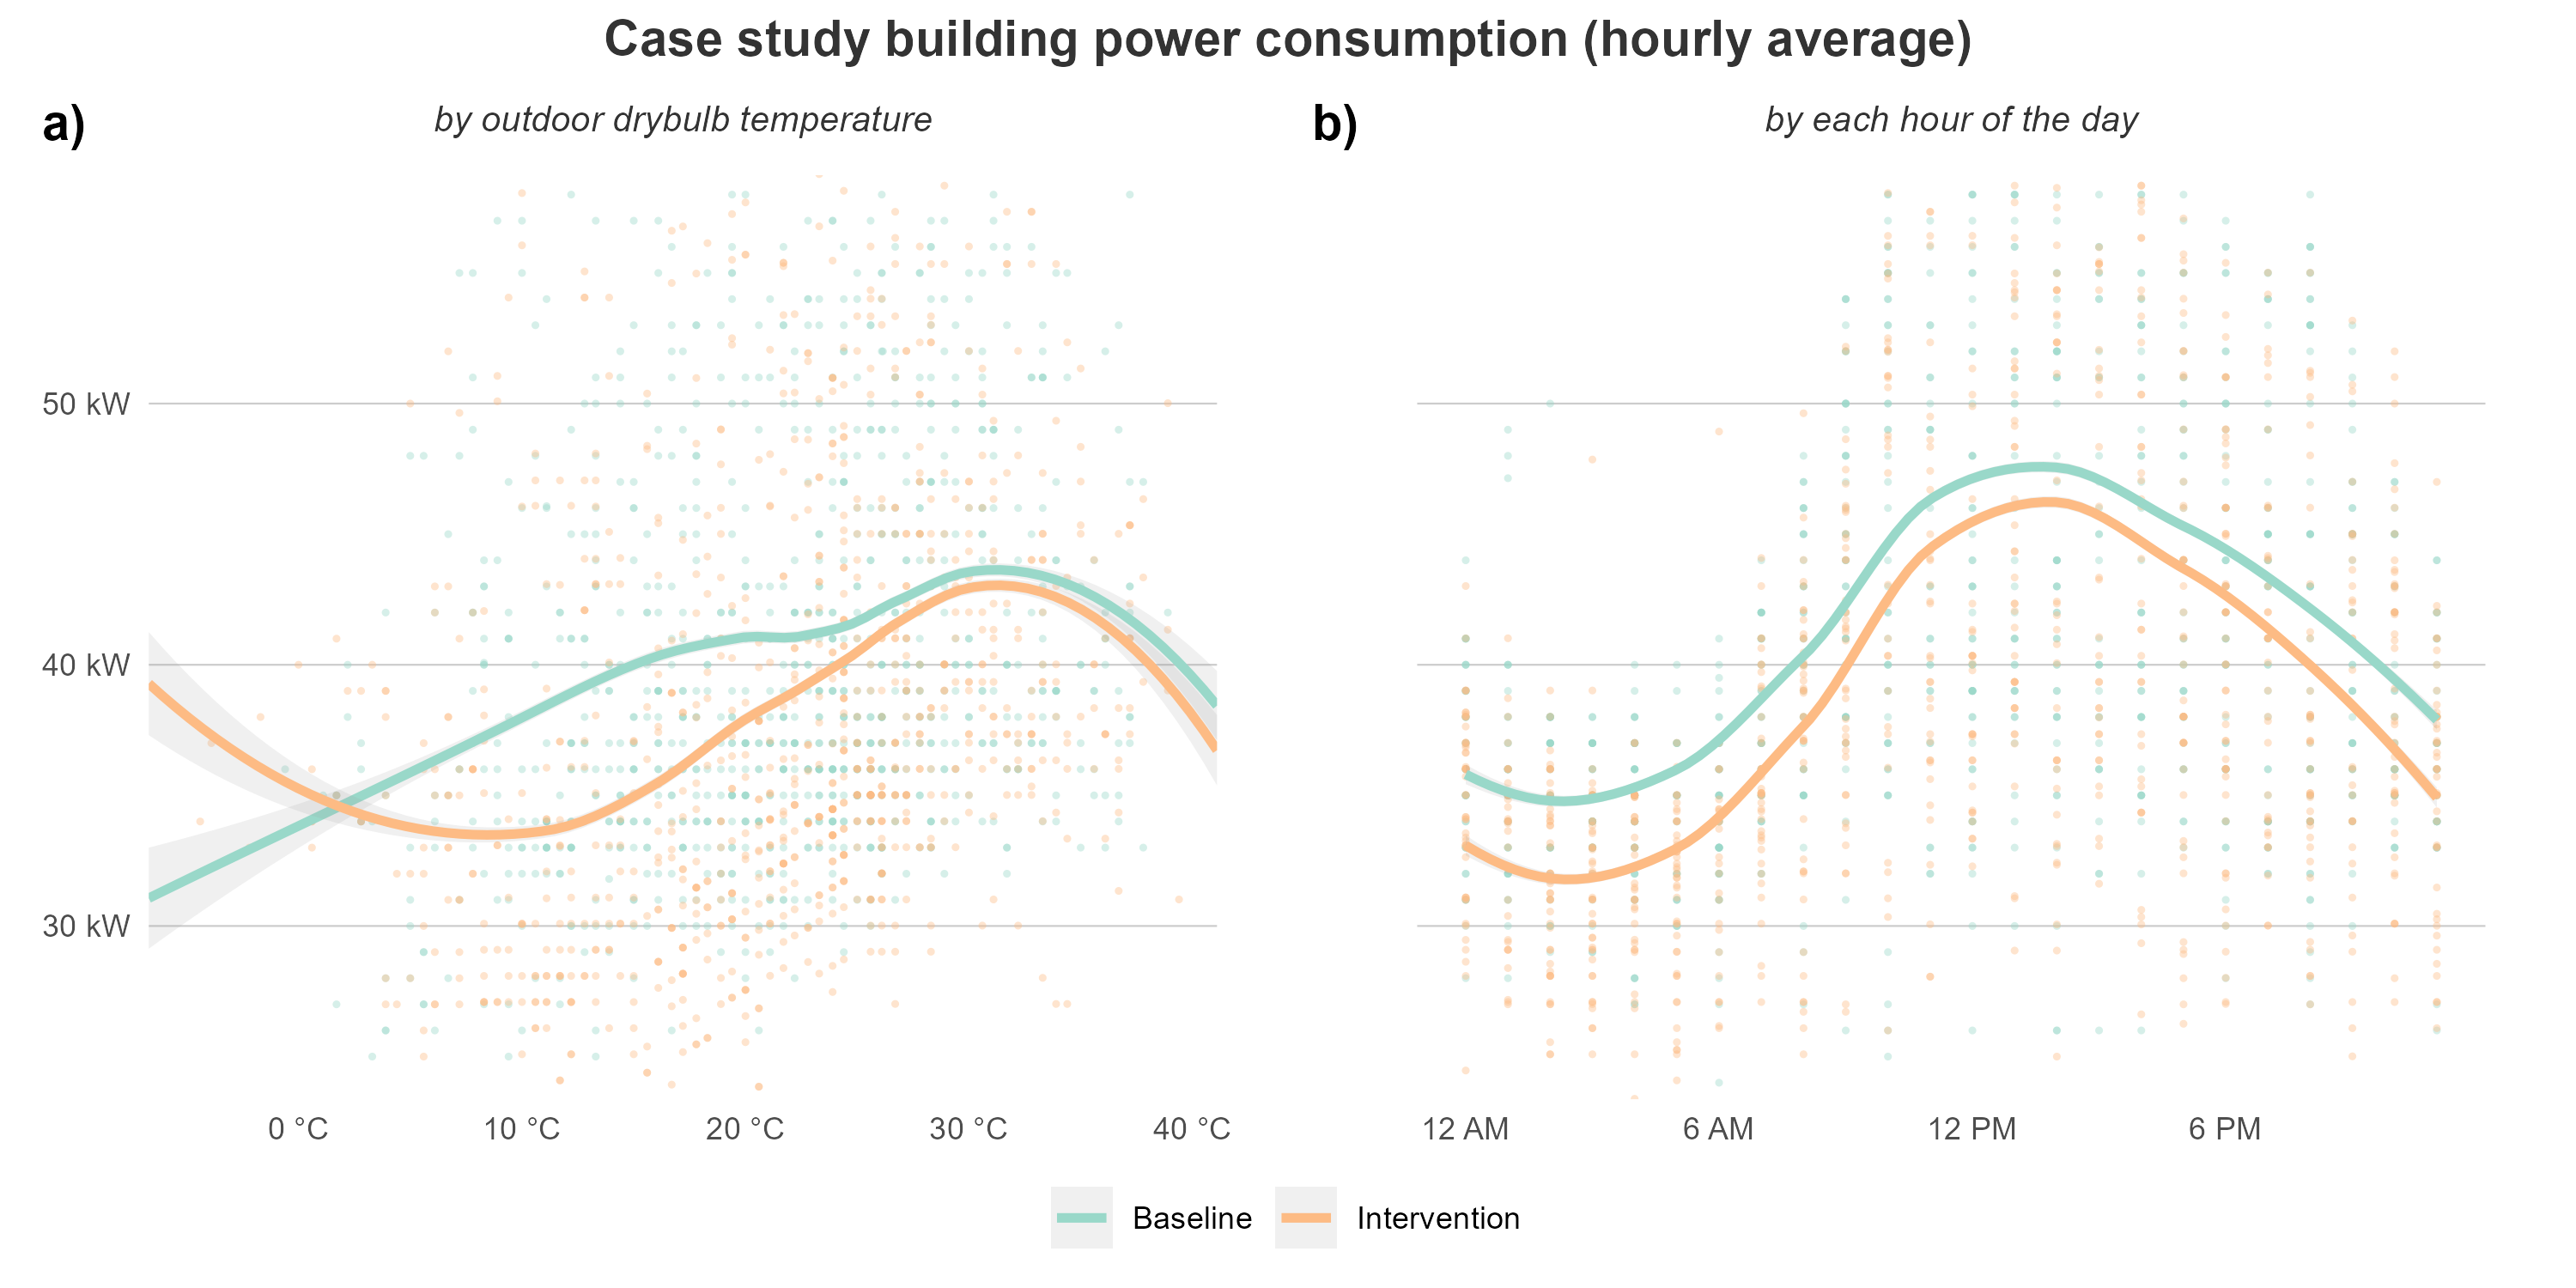 Case study building power consumption (hourly average)
a)
by outdoor drybulb temperature
50 kW
40 kW
30 kW
0 °C 10 °C 20 °C 30 °C 40 °C
b)
by each hour of the day
12 AM 6 AM 12 PM 6 PM
Baseline Intervention